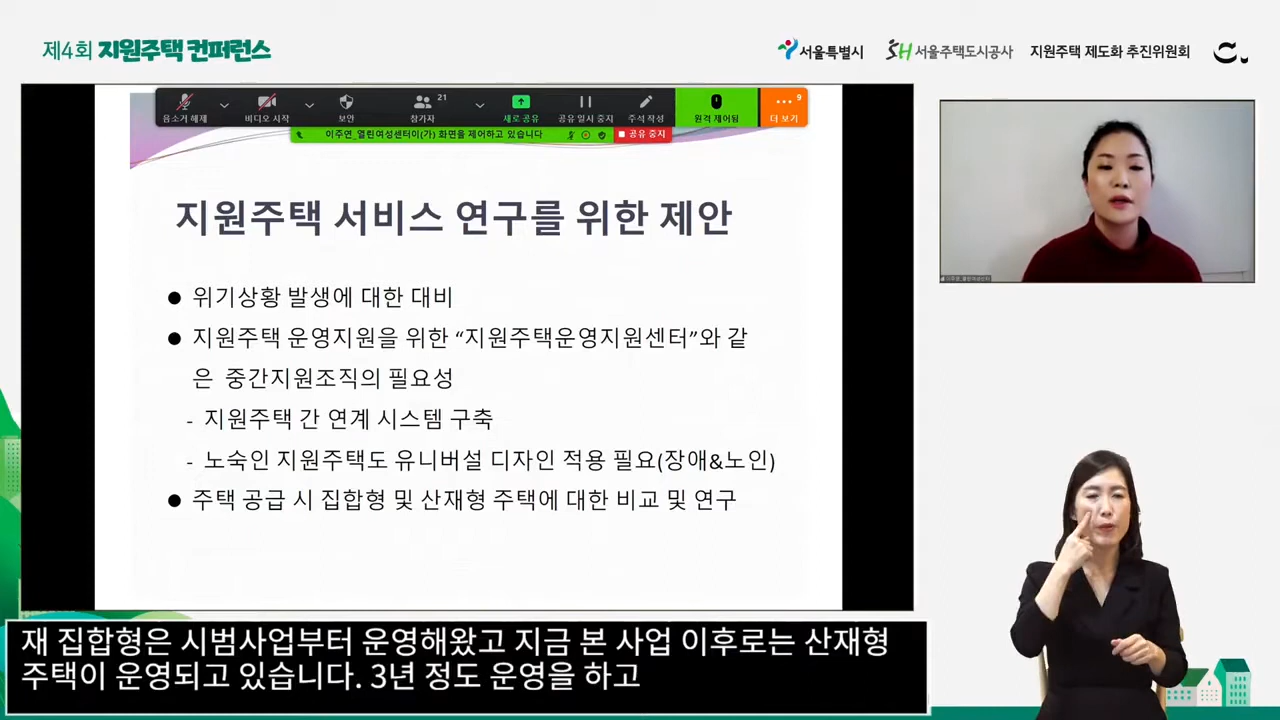 제4회 지원주택 컨퍼런스
서울특별시
SH 서울주택도시공사
지원주택 제도화 추진위원회
음소거 해제
비디오 시작
보안
21
참가자
새로 공유
공유 일시 중지
주석 작성
원격 제어됨
9
더 보기
이주연_열린여성센터이(가) 화면을 제어하고 있습니다
공유 중지
지원주택 서비스 연구를 위한 제안
● 위기상황 발생에 대한 대비
● 지원주택 운영지원을 위한 “지원주택운영지원센터”와 같
은 중간지원조직의 필요성
- 지원주택 간 연계 시스템 구축
- 노숙인 지원주택도 유니버설 디자인 적용 필요(장애&노인)
● 주택 공급 시 집합형 및 산재형 주택에 대한 비교 및 연구
이주연_열린여성센터
재 집합형은 시범사업부터 운영해왔고 지금 본 사업 이후로는 산재형
주택이 운영되고 있습니다. 3년 정도 운영을 하고